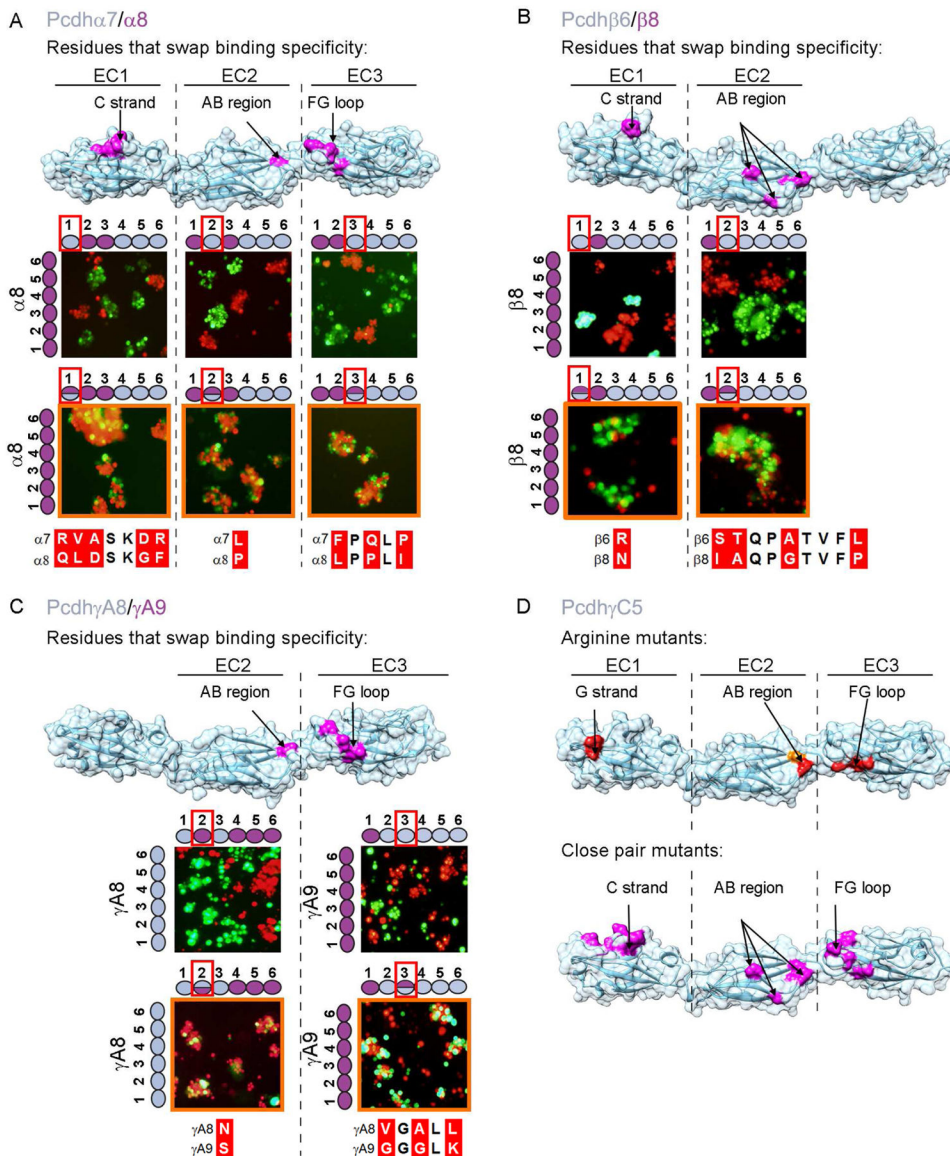 A Pcdhα7/α8
Residues that swap binding specificity:
EC1 EC2 EC3
C strand AB region FG loop
1 2 3 4 5 6 1 2 3 4 5 6 1 2 3 4 5 6
α8
1 2 3 4 5 6
1 2 3 4 5 6 1 2 3 4 5 6 1 2 3 4 5 6
α8
1 2 3 4 5 6
α7 R V A S K D R α7 L α7 F P Q L P
α8 Q L D S K G F α8 P α8 L P P L I
B Pcdhβ6/β8
Residues that swap binding specificity:
EC1 EC2
C strand AB region
1 2 3 4 5 6 1 2 3 4 5 6
β8
1 2 3 4 5 6
1 2 3 4 5 6 1 2 3 4 5 6
β8
1 2 3 4 5 6
β6 R β6 S T Q P A T V F L
β8 N β8 I A Q P G T V F P
C PcdhγA8/γA9
Residues that swap binding specificity:
EC2 EC3
AB region FG loop
1 2 3 4 5 6 1 2 3 4 5 6
γA8 γA9
1 2 3 4 5 6 1 2 3 4 5 6
1 2 3 4 5 6 1 2 3 4 5 6
γA8 γA9
1 2 3 4 5 6 1 2 3 4 5 6
γA8 N γA8 V G A L L
γA9 S γA9 G G G L K
D PcdhγC5
Arginine mutants:
EC1 EC2 EC3
G strand AB region FG loop
Close pair mutants:
C strand AB region FG loop